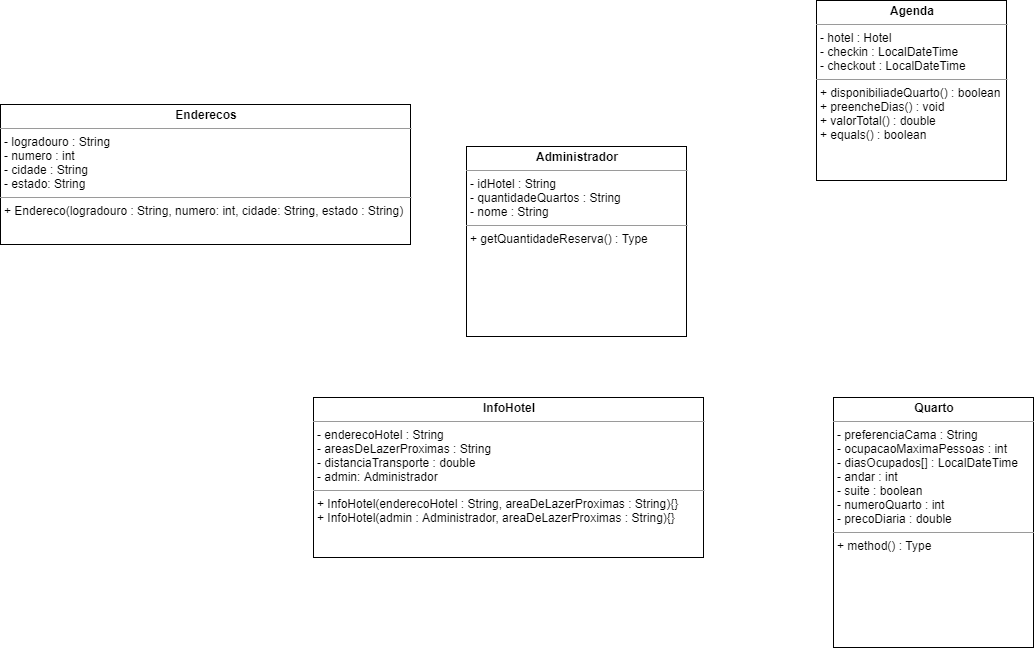 Agenda
- hotel : Hotel
- checkin : LocalDateTime
- checkout : LocalDateTime
+ disponibiliadeQuarto() : boolean
+ preencheDias() : void
+ valorTotal() : double
+ equals() : boolean
Enderecos
- logradouro : String
- numero : int
- cidade : String
- estado: String
+ Endereco(logradouro : String, numero: int, cidade: String, estado : String)
Administrador
- idHotel : String
- quantidadeQuartos : String
- nome : String
+ getQuantidadeReserva() : Type
InfoHotel
- enderecoHotel : String
- areasDeLazerProximas : String
- distanciaTransporte : double
- admin: Administrador
+ InfoHotel(enderecoHotel : String, areaDeLazerProximas : String){}
+ InfoHotel(admin : Administrador, areaDeLazerProximas : String){}
Quarto
- preferenciaCama : String
- ocupacaoMaximaPessoas : int
- diasOcupados[] : LocalDateTime
- andar : int
- suite : boolean
- numeroQuarto : int
- precoDiaria : double
+ method() : Type